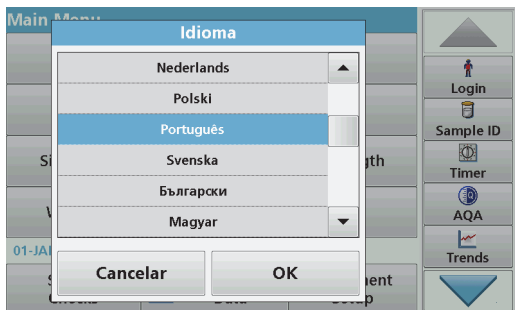 Main Menu
Idioma
Nederlands
Polski
Português
Svenska
Български
Magyar
Cancelar
OK
01-JA
Login
Sample ID
Timer
AQA
Trends